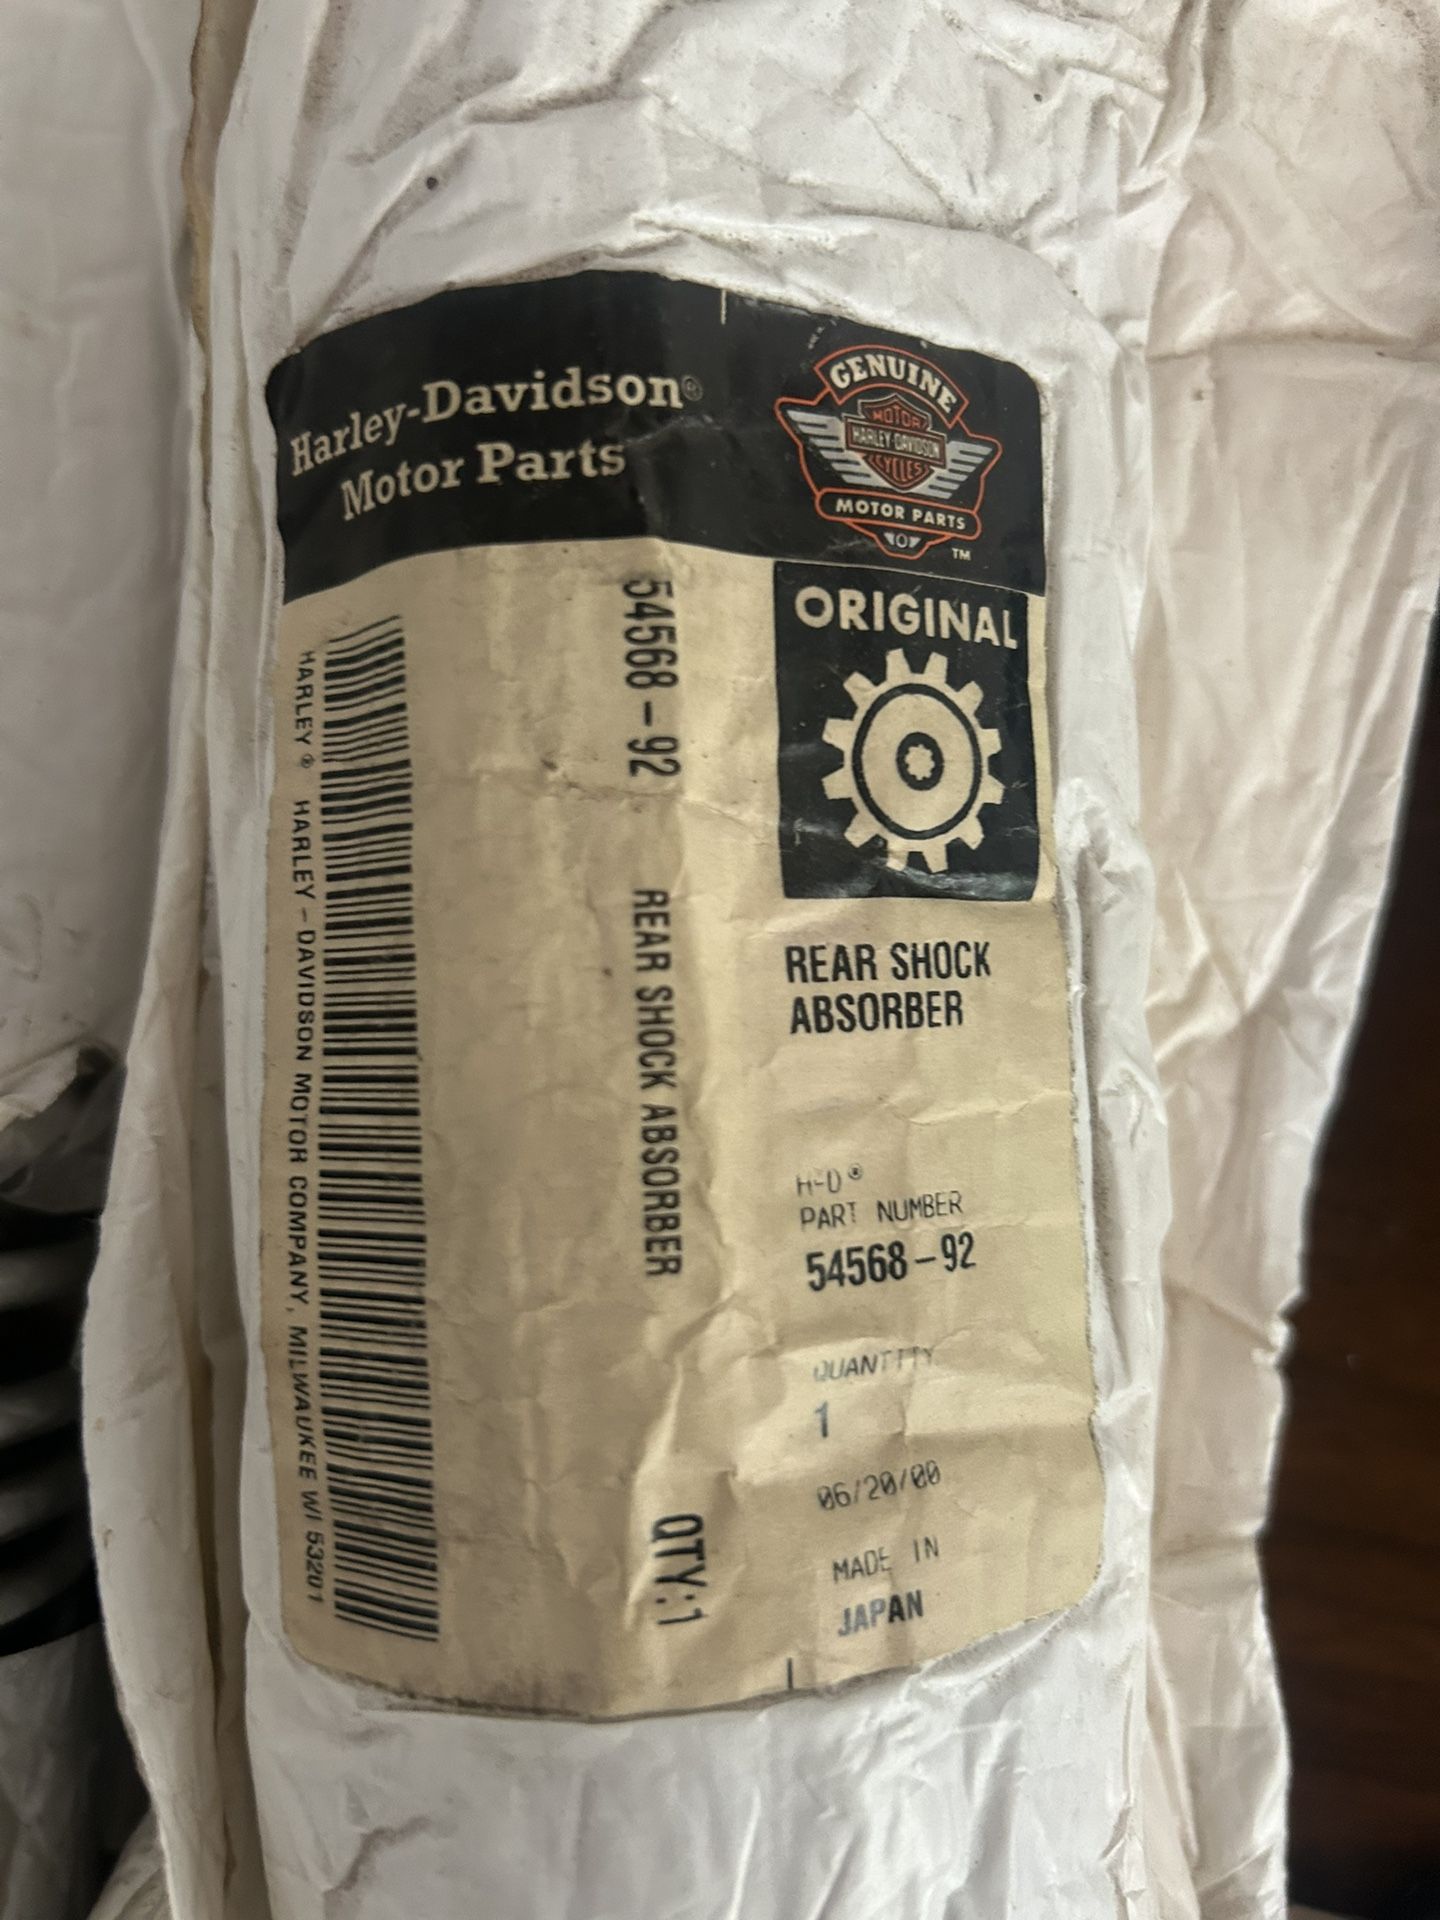 Harley-Davidson®
Motor Parts
GENUINE
MOTOR
HARLEY-DAVIDSON
CYCLES
MOTOR PARTS
TM
ORIGINAL
REAR SHOCK
ABSORBER
H-D®
PART NUMBER
54568-92
QUANTITY
1
06/20/00
MADE IN
JAPAN
54568-92 REAR SHOCK ABSORBER QTY:1
HARLEY® HARLEY-DAVIDSON MOTOR COMPANY, MILWAUKEE WI 53201